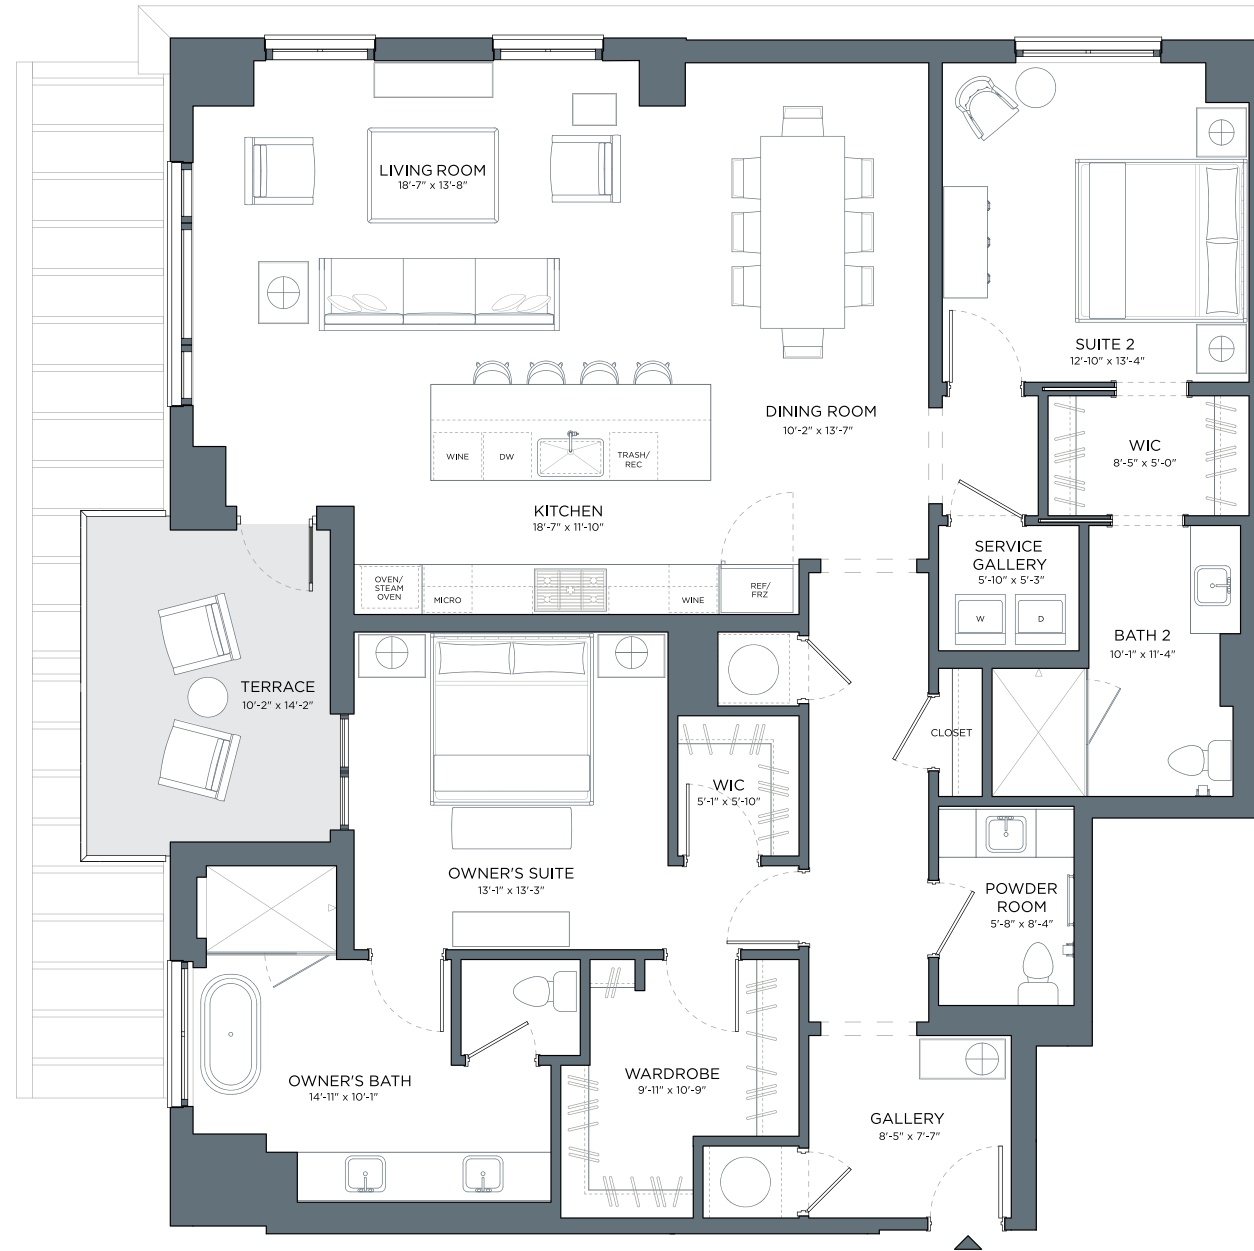 LIVING ROOM
18'-7" x 13'-8"
SUITE 2
12'-10" x 13'-4"
DINING ROOM
10'-2" x 13'-7"
WINE
DW
TRASH/
REC
WIC
8'-5" x 5'-0"
KITCHEN
18'-7" x 11'-10"
SERVICE
GALLERY
5'-10" x 5'-3"
OVEN/
STEAM
OVEN
MICRO
WINE
REF/
FRZ
W
D
BATH 2
10'-1" x 11'-4"
TERRACE
10'-2" x 14'-2"
CLOSET
WIC
5'-1" x 5'-10"
OWNER'S SUITE
13'-1" x 13'-3"
POWDER
ROOM
5'-8" x 8'-4"
OWNER'S BATH
14'-11" x 10'-1"
WARDROBE
9'-11" x 10'-9"
GALLERY
8'-5" x 7'-7"